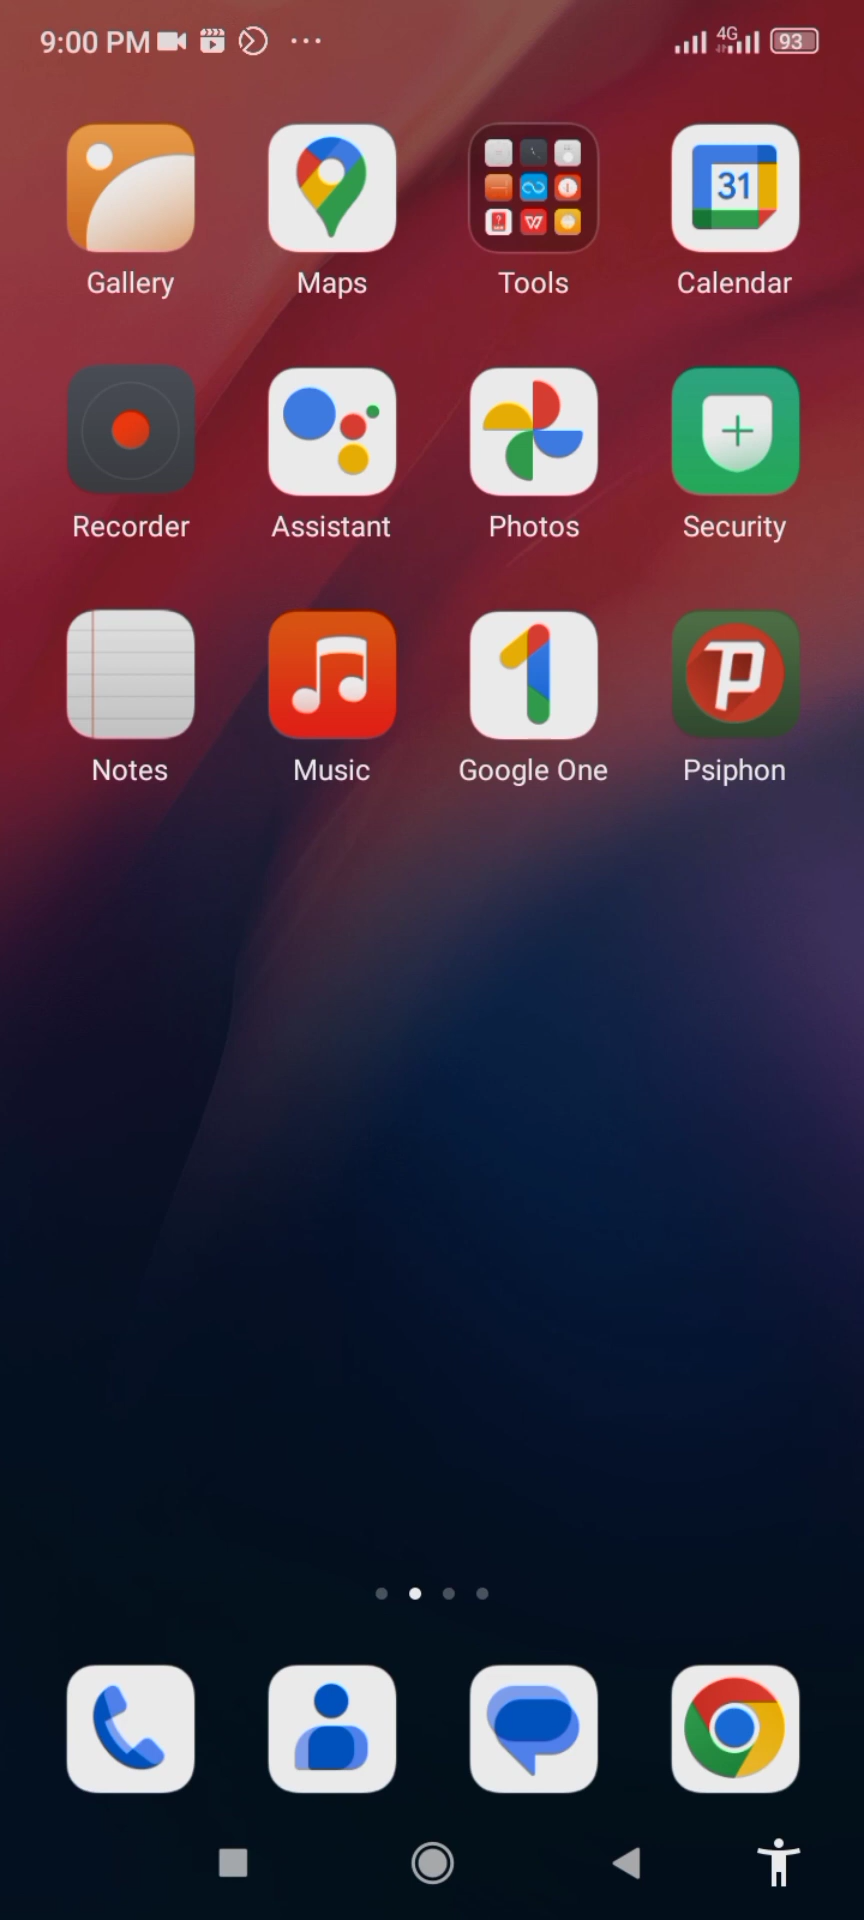 9:00 PM 4G 93
Gallery Maps Tools Calendar
31
Recorder Assistant Photos Security
Notes Music Google One Psiphon